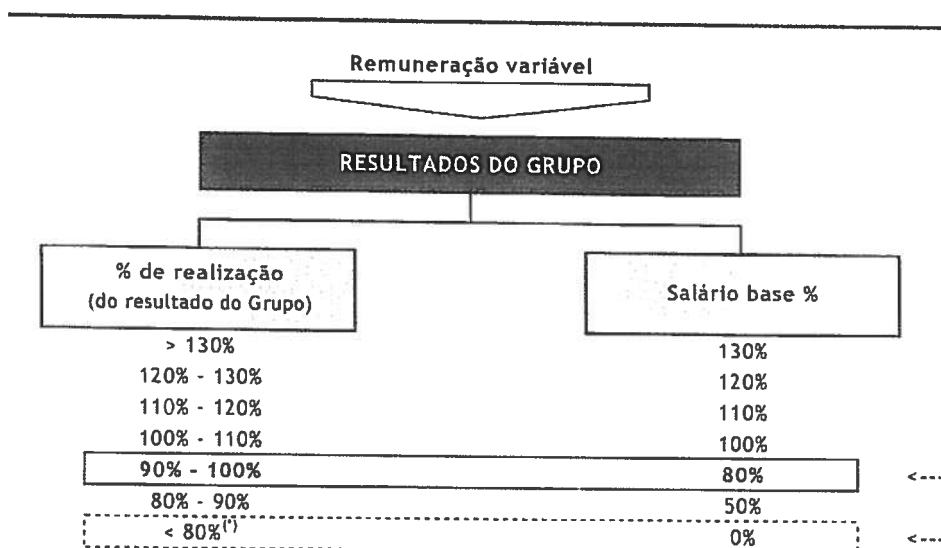 Remuneração variável
RESULTADOS DO GRUPO
% de realização
(do resultado do Grupo)
Salário base %
> 130% 130%
120% - 130% 120%
110% - 120% 110%
100% - 110% 100%
90% - 100% 80% <---
80% - 90% 50%
< 80%(*) 0% <---